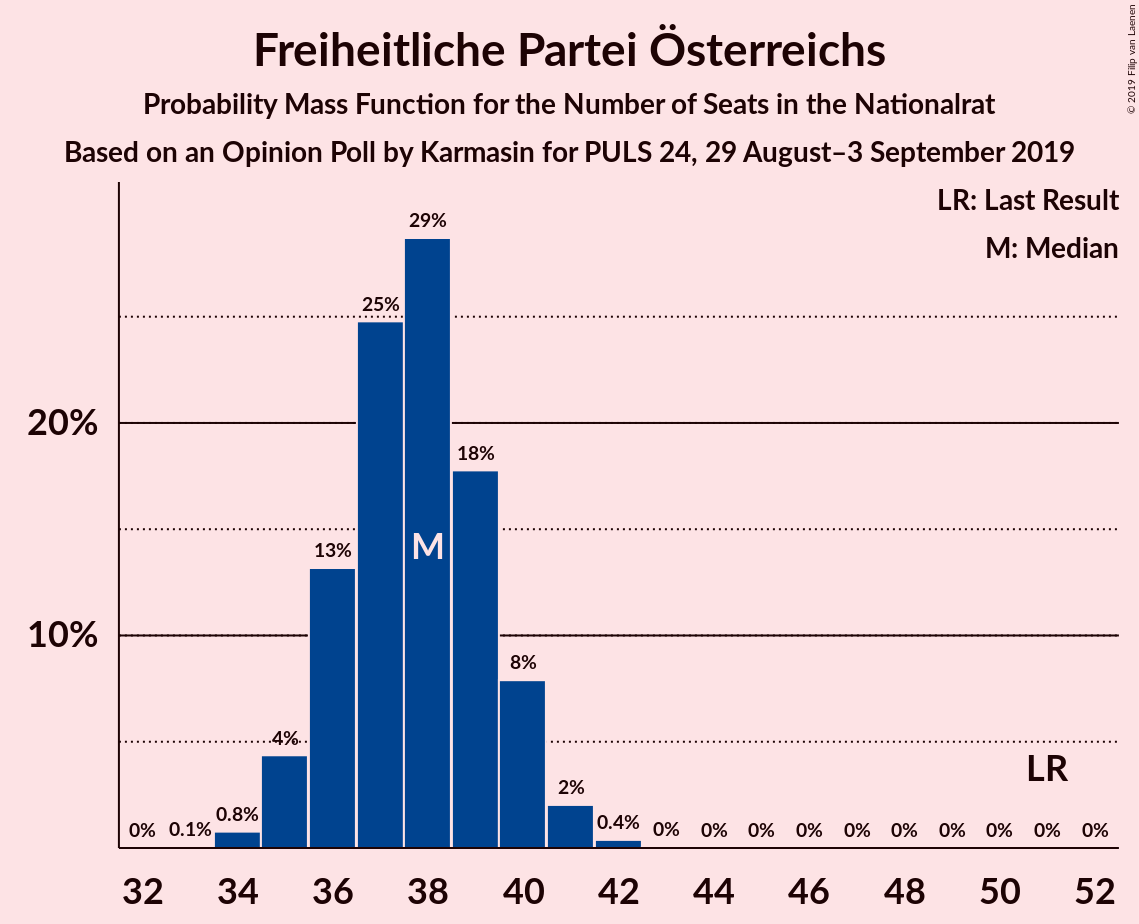 Freiheitliche Partei Österreichs
Probability Mass Function for the Number of Seats in the Nationalrat
Based on an Opinion Poll by Karmasin for PULS 24, 29 August–3 September 2019
© 2019 Filip van Laenen
LR: Last Result
M: Median
20%
10%
0% 0.1% 0.8% 4% 13% 25% 29% 18% 8% 2% 0.4% 0% 0% 0% 0% 0% 0% 0% 0% 0% 0%
M
LR
32 34 36 38 40 42 44 46 48 50 52